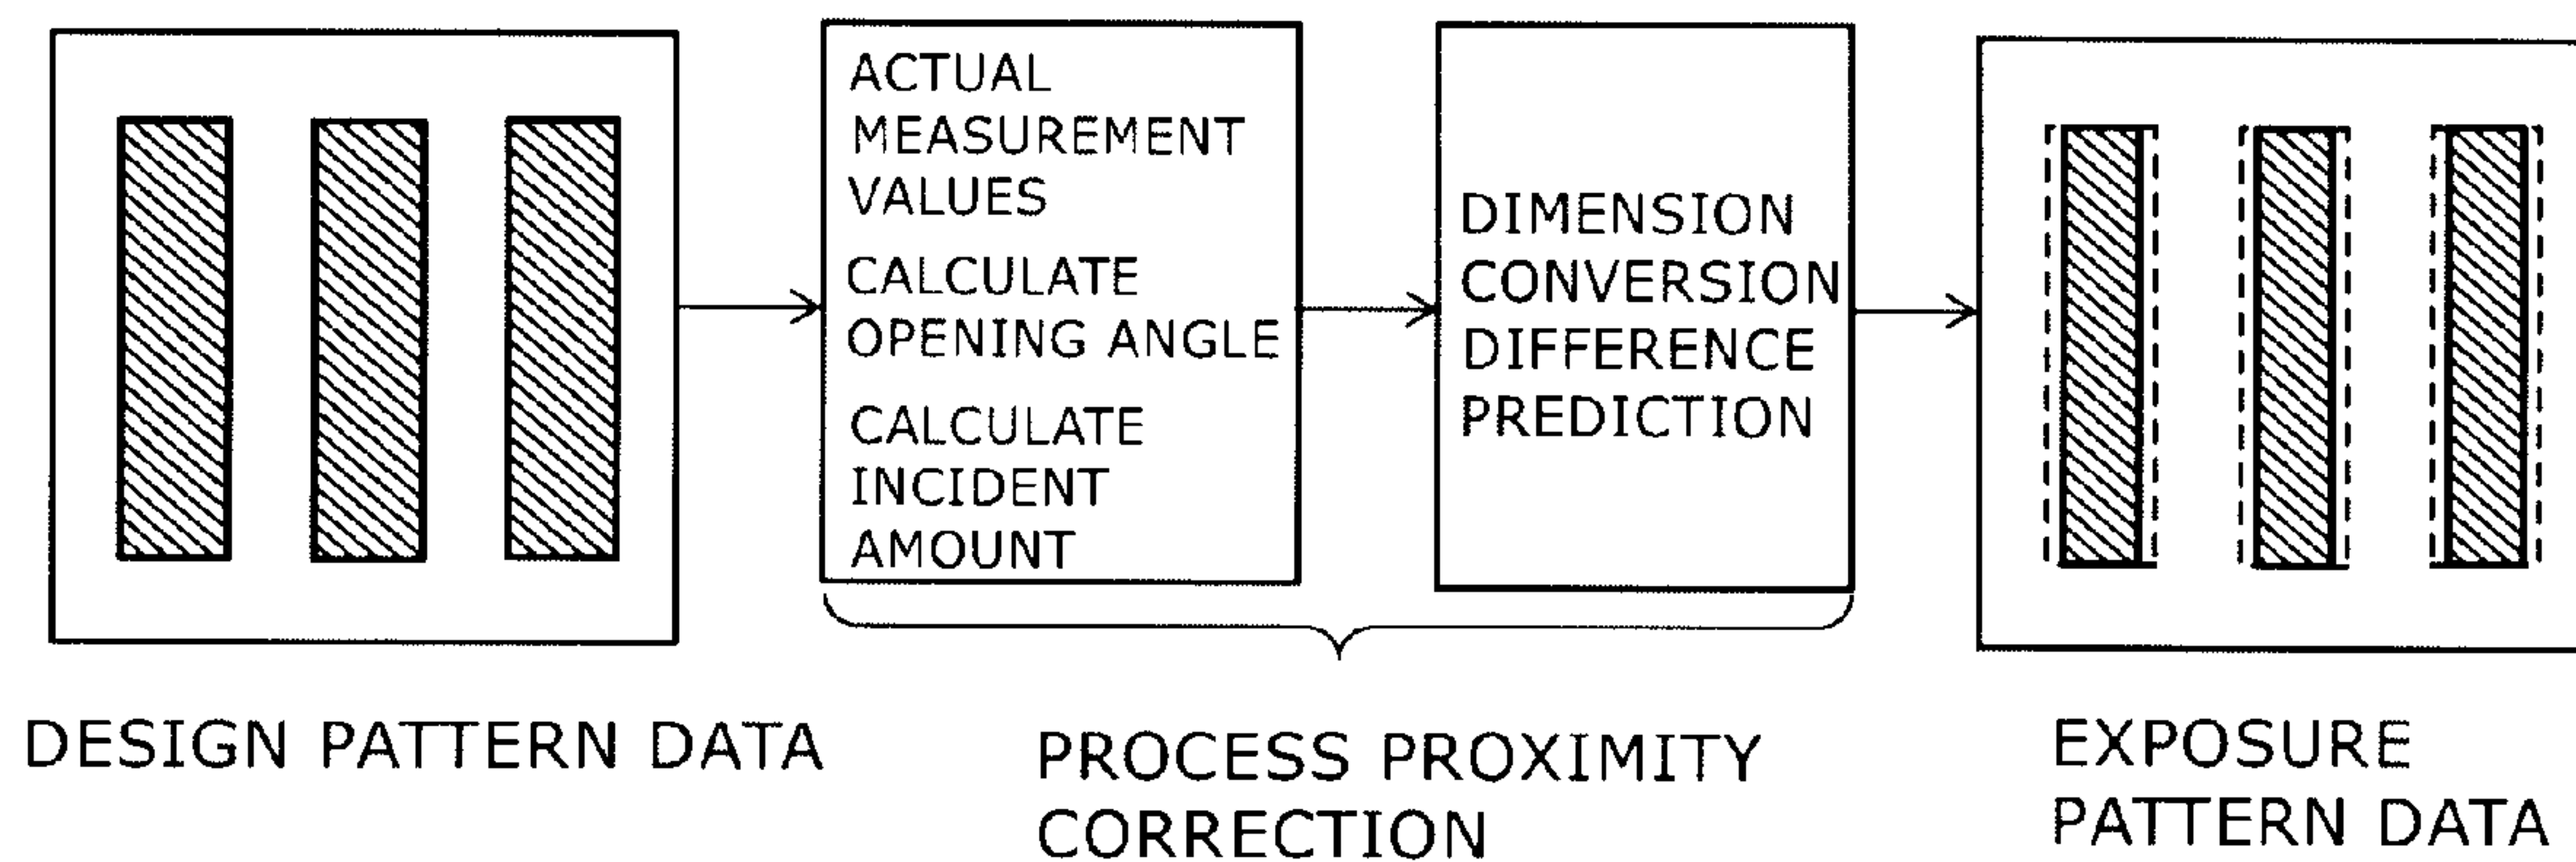 ACTUAL
MEASUREMENT
VALUES
CALCULATE
OPENING ANGLE
CALCULATE
INCIDENT
AMOUNT
DIMENSION
CONVERSION
DIFFERENCE
PREDICTION
DESIGN PATTERN DATA
PROCESS PROXIMITY
CORRECTION
EXPOSURE
PATTERN DATA